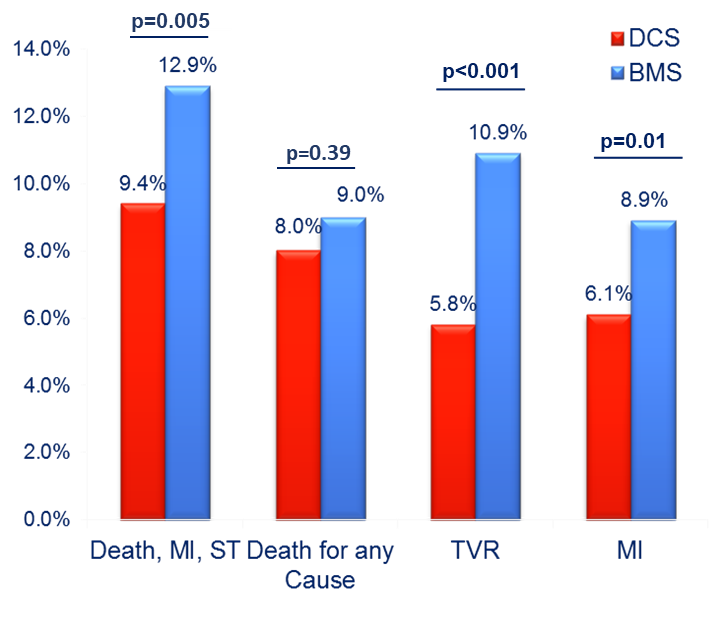 p=0.005
14.0%
12.9%
DCS
BMS
p<0.001
12.0%
10.9%
p=0.39
p=0.01
10.0%
9.4%
9.0%
8.9%
8.0%
8.0%
6.0%
5.8%
6.1%
4.0%
2.0%
0.0%
Death, MI, ST
Death for any
Cause
TVR
MI